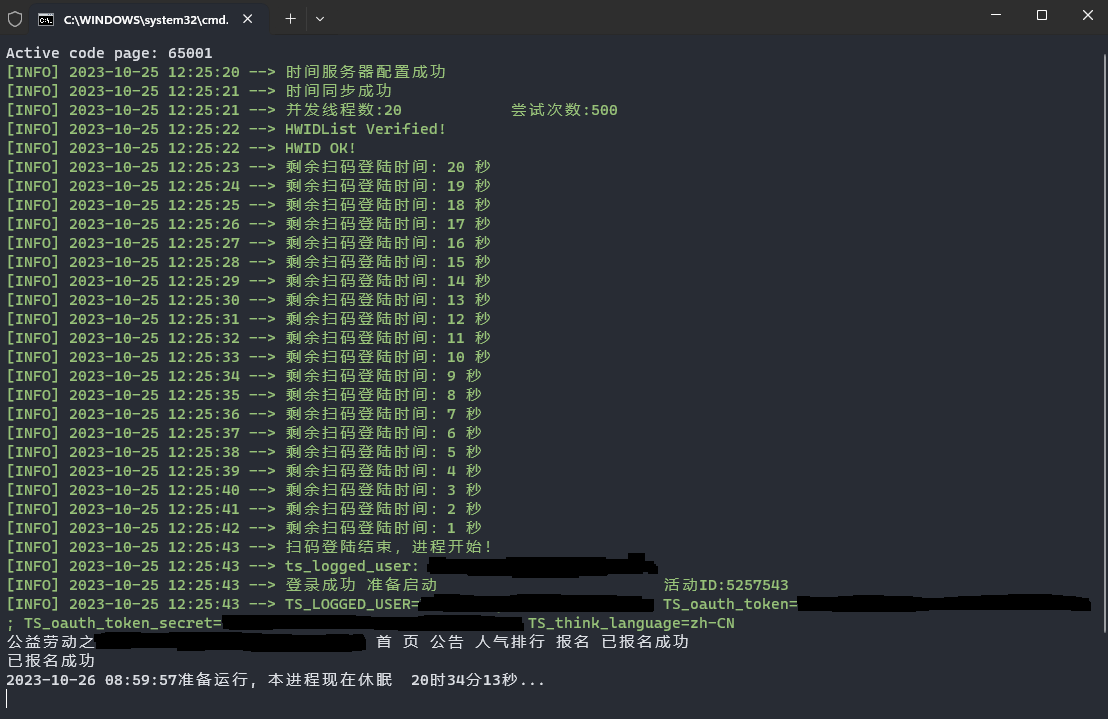 C:\WINDOWS\system32\cmd.
Active code page: 65001
[INFO] 2023-10-25 12:25:20 --> 时间服务器配置成功
[INFO] 2023-10-25 12:25:21 --> 时间同步成功
[INFO] 2023-10-25 12:25:21 --> 并发线程数:20 尝试次数:500
[INFO] 2023-10-25 12:25:22 --> HWIDList Verified!
[INFO] 2023-10-25 12:25:22 --> HWID OK!
[INFO] 2023-10-25 12:25:23 --> 剩余扫码登陆时间: 20 秒
[INFO] 2023-10-25 12:25:24 --> 剩余扫码登陆时间: 19 秒
[INFO] 2023-10-25 12:25:25 --> 剩余扫码登陆时间: 18 秒
[INFO] 2023-10-25 12:25:26 --> 剩余扫码登陆时间: 17 秒
[INFO] 2023-10-25 12:25:27 --> 剩余扫码登陆时间: 16 秒
[INFO] 2023-10-25 12:25:28 --> 剩余扫码登陆时间: 15 秒
[INFO] 2023-10-25 12:25:29 --> 剩余扫码登陆时间: 14 秒
[INFO] 2023-10-25 12:25:30 --> 剩余扫码登陆时间: 13 秒
[INFO] 2023-10-25 12:25:31 --> 剩余扫码登陆时间: 12 秒
[INFO] 2023-10-25 12:25:32 --> 剩余扫码登陆时间: 11 秒
[INFO] 2023-10-25 12:25:33 --> 剩余扫码登陆时间: 10 秒
[INFO] 2023-10-25 12:25:34 --> 剩余扫码登陆时间: 9 秒
[INFO] 2023-10-25 12:25:35 --> 剩余扫码登陆时间: 8 秒
[INFO] 2023-10-25 12:25:36 --> 剩余扫码登陆时间: 7 秒
[INFO] 2023-10-25 12:25:37 --> 剩余扫码登陆时间: 6 秒
[INFO] 2023-10-25 12:25:38 --> 剩余扫码登陆时间: 5 秒
[INFO] 2023-10-25 12:25:39 --> 剩余扫码登陆时间: 4 秒
[INFO] 2023-10-25 12:25:40 --> 剩余扫码登陆时间: 3 秒
[INFO] 2023-10-25 12:25:41 --> 剩余扫码登陆时间: 2 秒
[INFO] 2023-10-25 12:25:42 --> 剩余扫码登陆时间: 1 秒
[INFO] 2023-10-25 12:25:43 --> 扫码登陆结束, 进程开始!
[INFO] 2023-10-25 12:25:43 --> ts_logged_user:
[INFO] 2023-10-25 12:25:43 --> 登录成功 准备启动 活动ID:5257543
[INFO] 2023-10-25 12:25:43 --> TS_LOGGED_USER= TS_oauth_token=
; TS_oauth_token_secret= TS_think_language=zh-CN
公益劳动之 首 页 公告 人气排行 报名 已报名成功
已报名成功
2023-10-26 08:59:57准备运行, 本进程现在休眠 20时34分13秒...